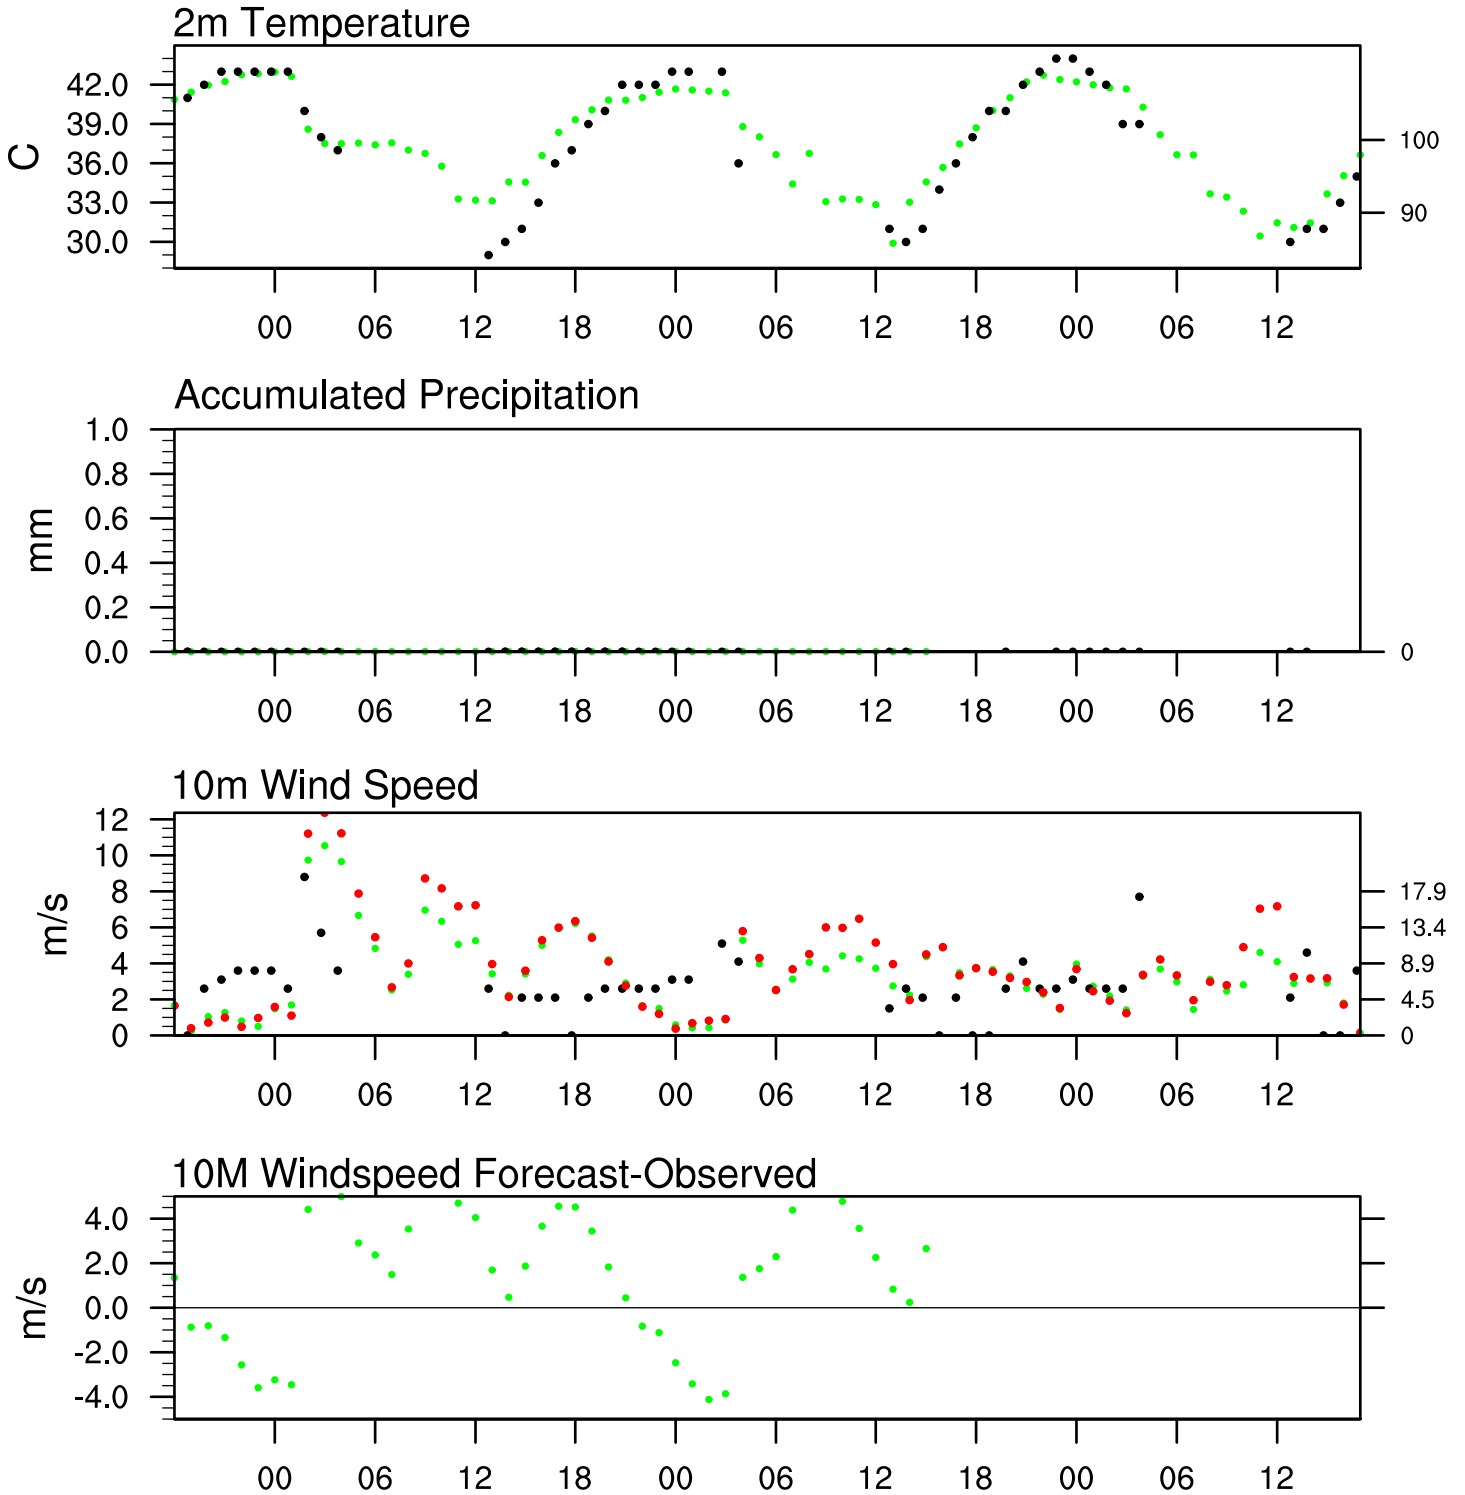 2m Temperature
42.0
39.0
36.0
33.0
30.0
C
100
90
00 06 12 18 00 06 12 18 00 06 12
Accumulated Precipitation
1.0
0.8
0.6
0.4
0.2
0.0
mm
0
00 06 12 18 00 06 12 18 00 06 12
10m Wind Speed
12
10
8
6
4
2
0
m/s
17.9
13.4
8.9
4.5
0
00 06 12 18 00 06 12 18 00 06 12
10M Windspeed Forecast-Observed
4.0
2.0
0.0
-2.0
-4.0
m/s
00 06 12 18 00 06 12 18 00 06 12